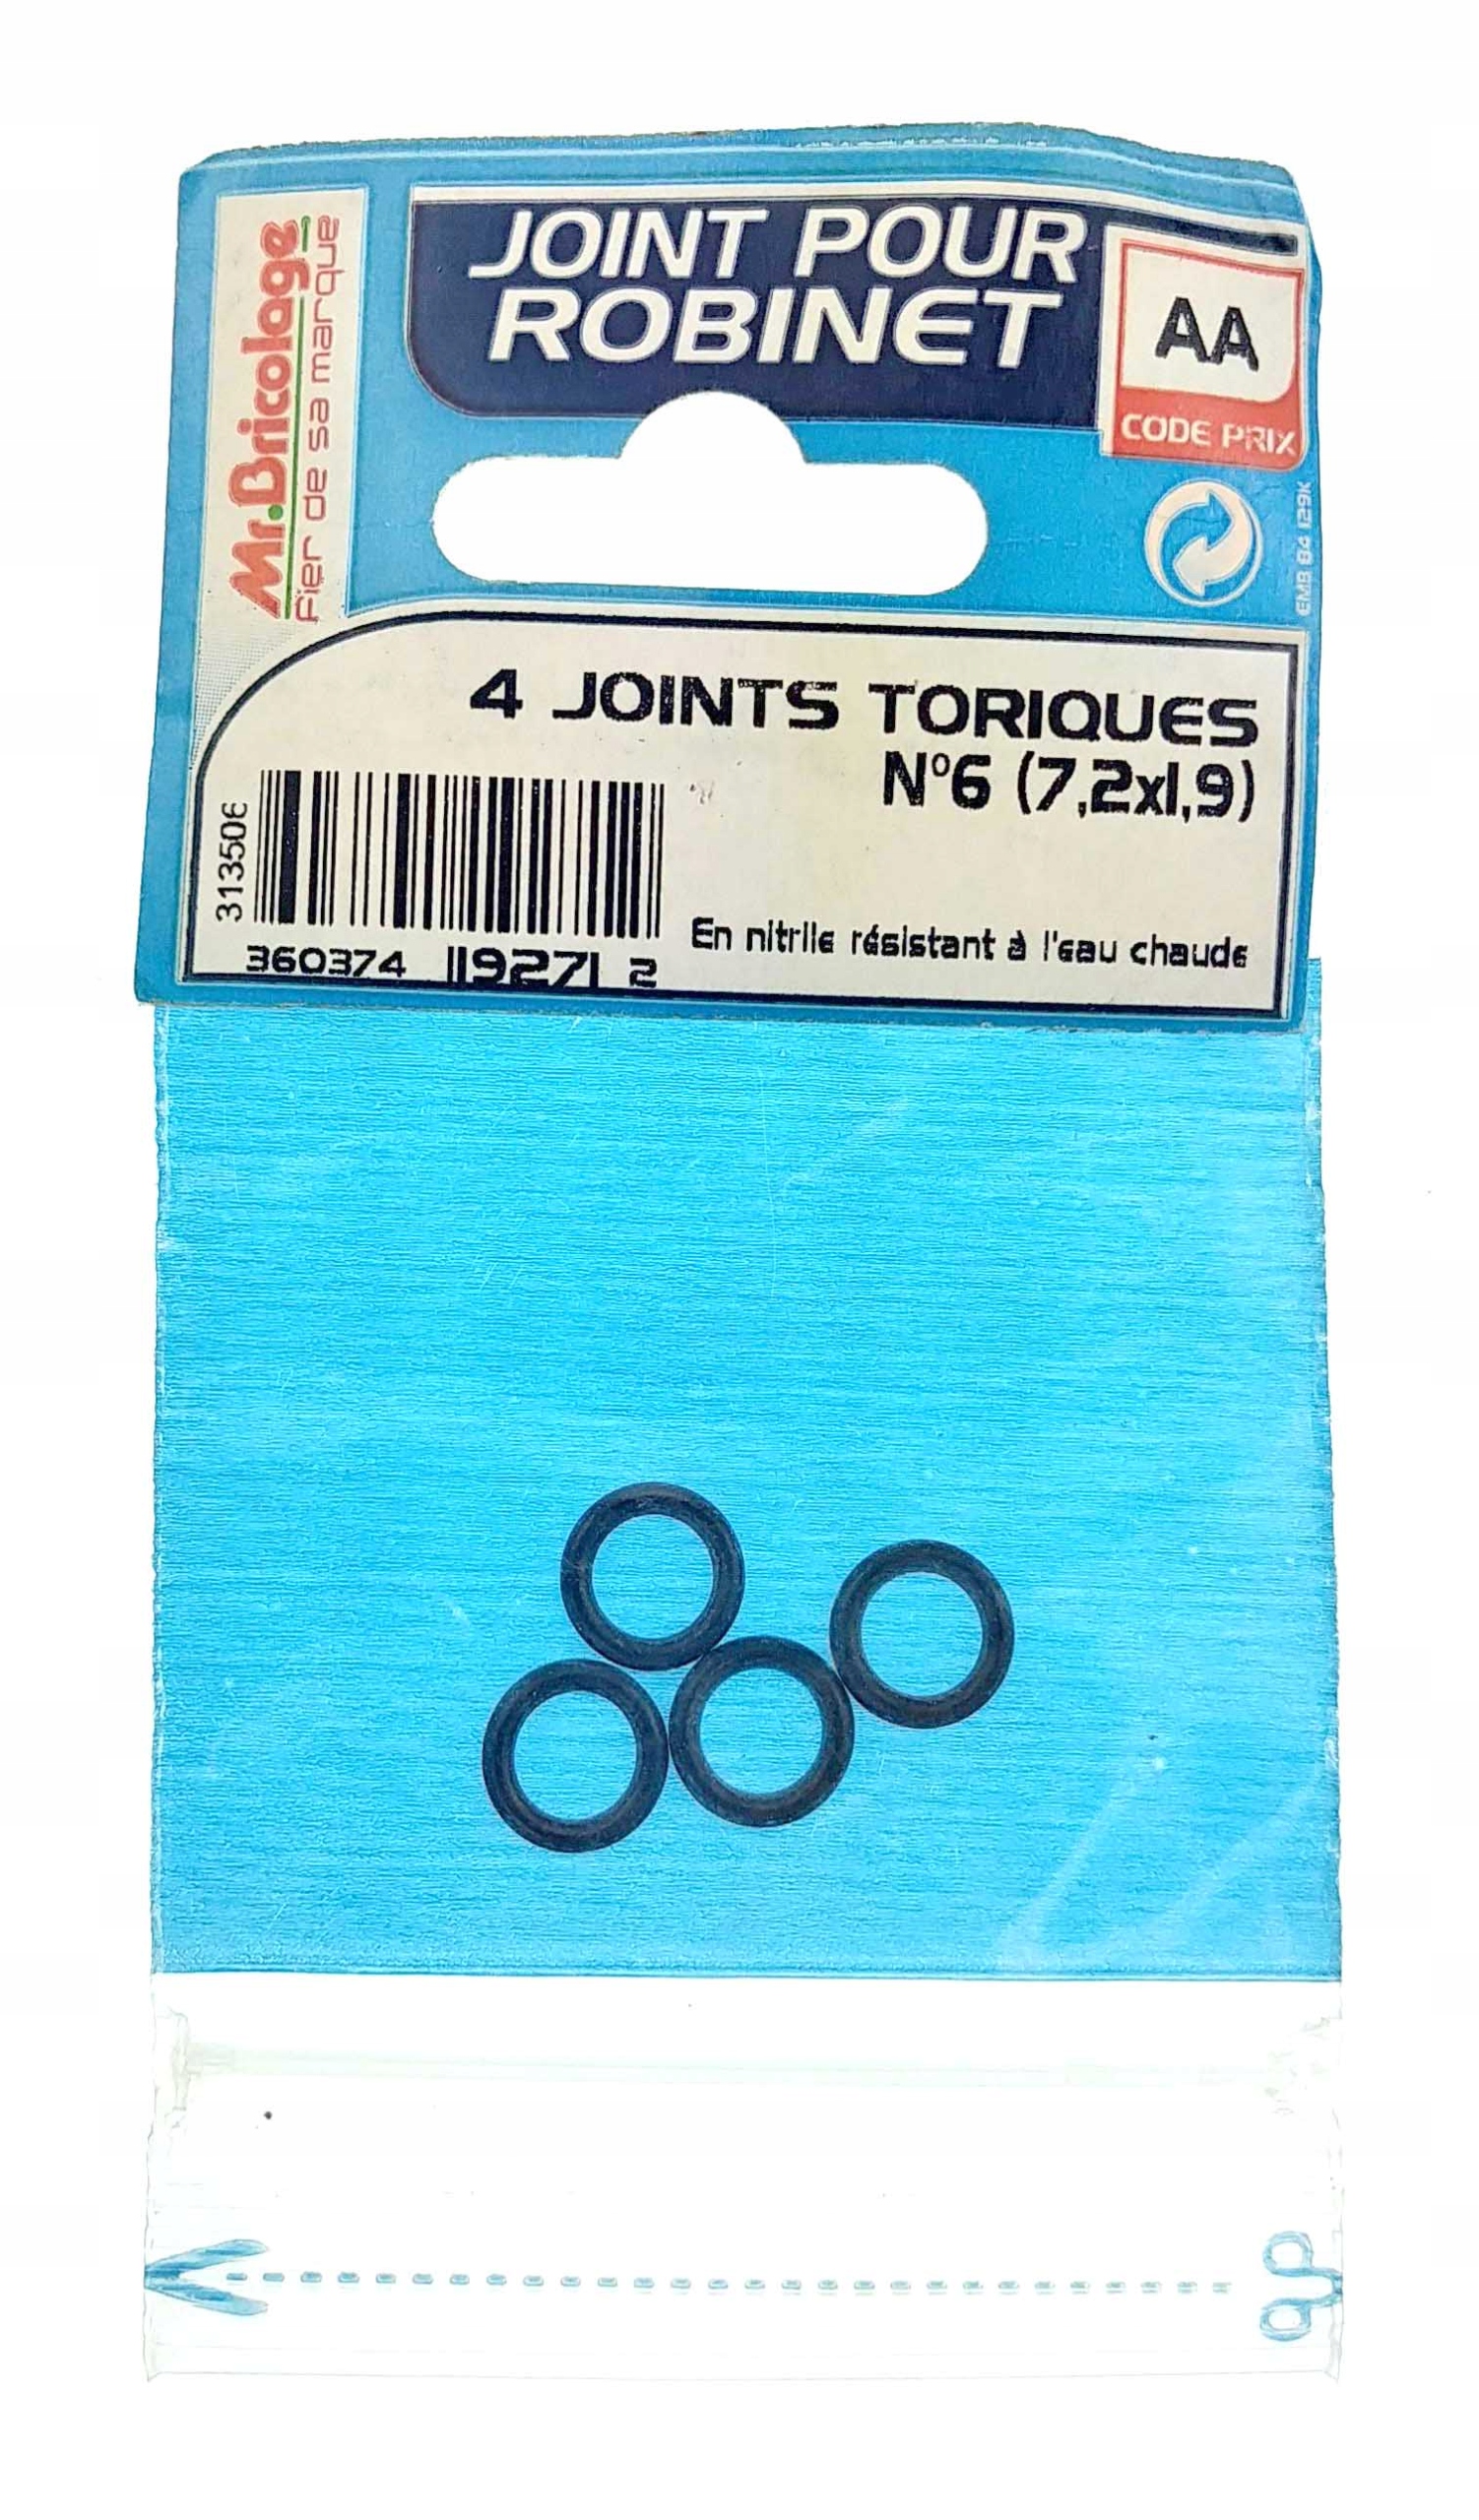 Mr.Bricolage
Fier de sa marque
JOINT POUR
ROBINET
AA
CODE PRIX
EMB 84 129K
4 JOINTS TORIQUES
N°6 (7,2x1,9)
313506
En nitrile résistant à l'eau chaude
360374 119271 2